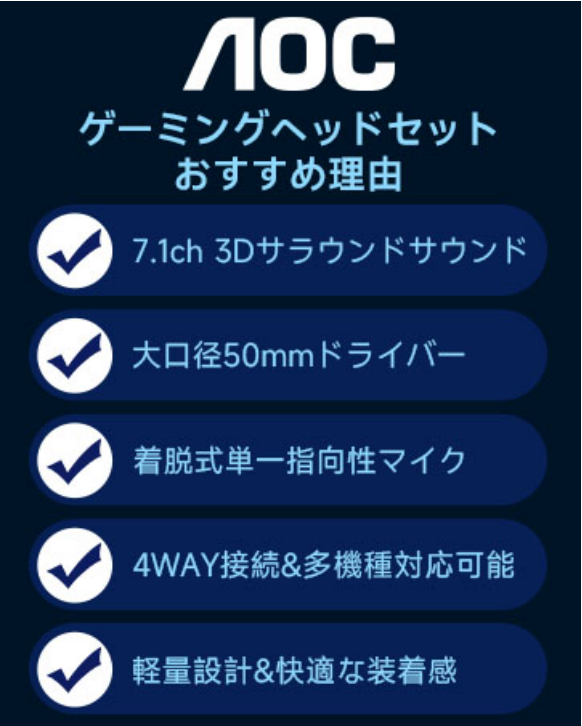 AOC
ゲーミングヘッドセット
おすすめ理由
7.1ch 3Dサラウンドサウンド
大口径50mmドライバー
着脱式単一指向性マイク
4WAY接続&多機種対応可能
軽量設計&快適な装着感